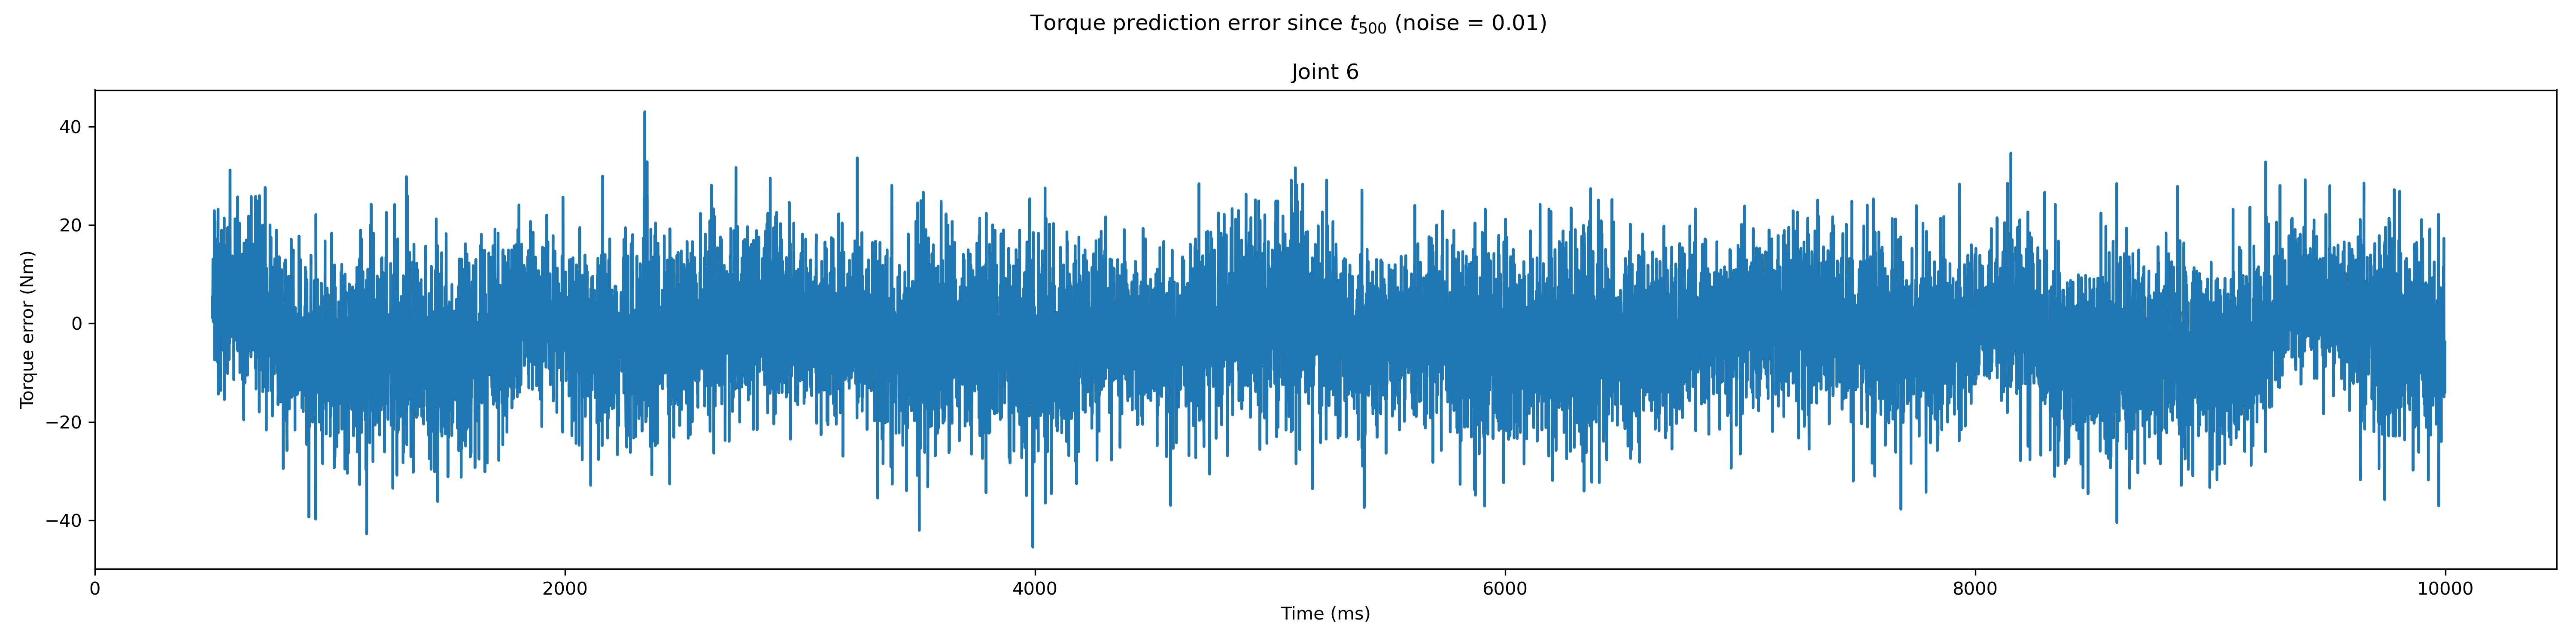 Torque prediction error since t500 (noise = 0.01)
Joint 6
Torque error (Nm)
40
20
0
−20
−40
0 2000 4000 6000 8000 10000
Time (ms)